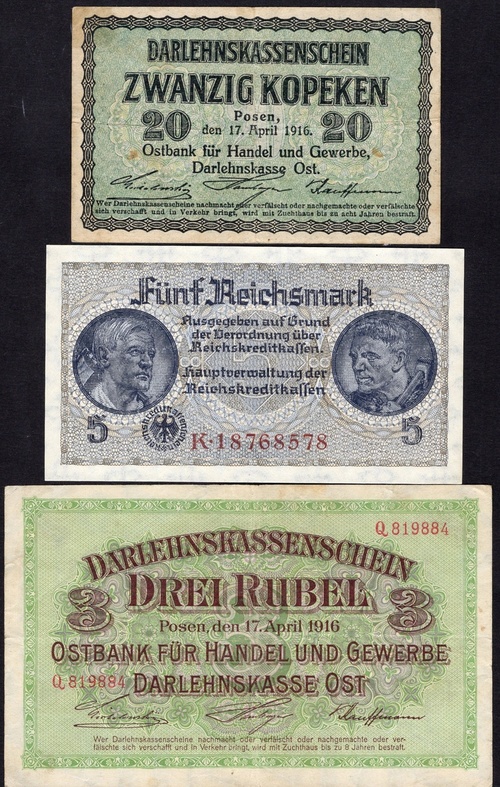 DARLEHNSKASSENSCHEIN
ZWANZIG KOPEKEN
20 Posen, 20
den 17. April 1916.
Ostbank für Handel und Gewerbe,
Darlehnskasse Ost.
Wer Darlehnskassenscheine nachmacht oder verfälscht oder nachgemachte oder verfälschte
sich verschafft und in Verkehr bringt, wird mit Zuchthaus bis zu acht Jahren bestraft.
Fünf Reichsmark
Ausgegeben auf Grund
der Verordnung über
Reichskreditkassen.
Hauptverwaltung der
Reichskreditkassen
5 K·18768578 5
Q 819884
DARLEHNSKASSENSCHEIN
3 DREI RUBEL 3
Posen, den 17. April 1916
OSTBANK FÜR HANDEL UND GEWERBE
Q 819884 DARLEHNSKASSE OST
Wer Darlehnskassenscheine nachmacht oder verfälscht oder nachgemachte oder ver-
fälschte sich verschafft und in Verkehr bringt, wird mit Zuchthaus bis zu 8 Jahren bestraft.